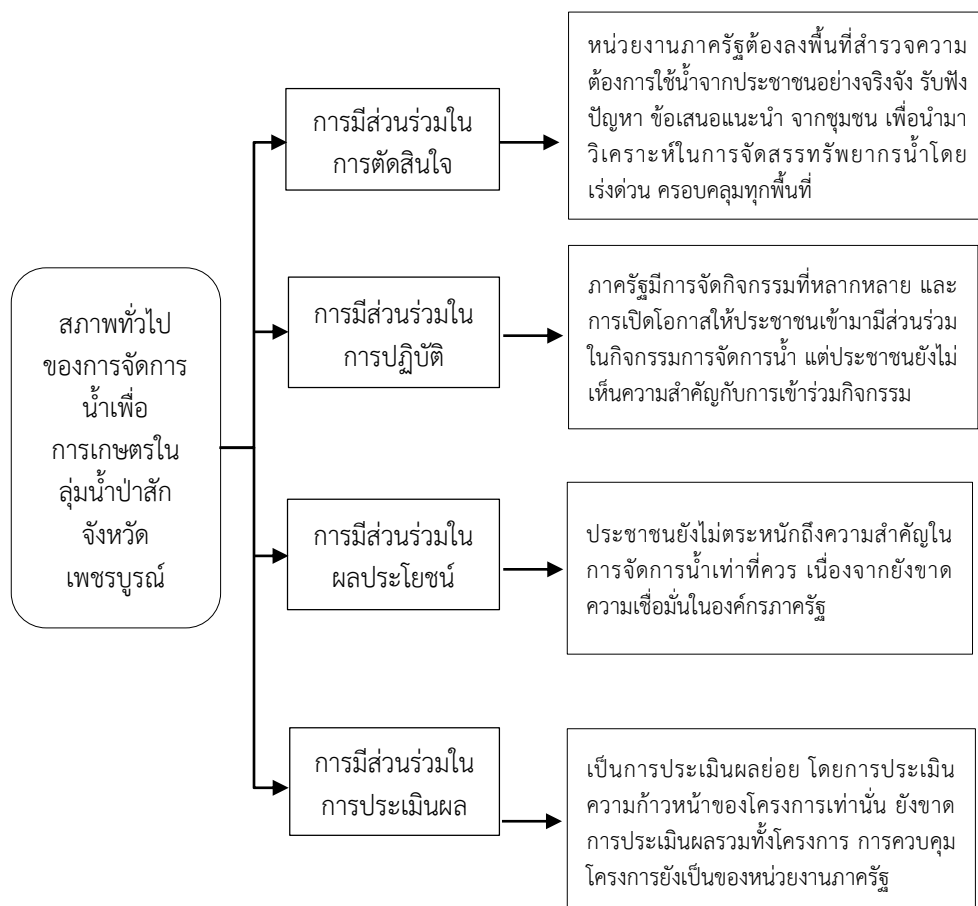 สภาพทั่วไป
ของการจัดการ
น้ำเพื่อ
การเกษตรใน
ลุ่มน้ำป่าสัก
จังหวัด
เพชรบูรณ์
การมีส่วนร่วมใน
การตัดสินใจ
หน่วยงานภาครัฐต้องลงพื้นที่สำรวจความ
ต้องการใช้น้ำจากประชาชนอย่างจริงจัง รับฟัง
ปัญหา ข้อเสนอแนะนำ จากชุมชน เพื่อนำมา
วิเคราะห์ในการจัดสรรทรัพยากรน้ำโดย
เร่งด่วน ครอบคลุมทุกพื้นที่
การมีส่วนร่วมใน
การปฏิบัติ
ภาครัฐมีการจัดกิจกรรมที่หลากหลาย และ
การเปิดโอกาสให้ประชาชนเข้ามามีส่วนร่วม
ในกิจกรรมการจัดการน้ำ แต่ประชาชนยังไม่
เห็นความสำคัญกับการเข้าร่วมกิจกรรม
การมีส่วนร่วมใน
ผลประโยชน์
ประชาชนยังไม่ตระหนักถึงความสำคัญใน
การจัดการน้ำเท่าที่ควร เนื่องจากยังขาด
ความเชื่อมั่นในองค์กรภาครัฐ
การมีส่วนร่วมใน
การประเมินผล
เป็นการประเมินผลย่อย โดยการประเมิน
ความก้าวหน้าของโครงการเท่านั่น ยังขาด
การประเมินผลรวมทั้งโครงการ การควบคุม
โครงการยังเป็นของหน่วยงานภาครัฐ